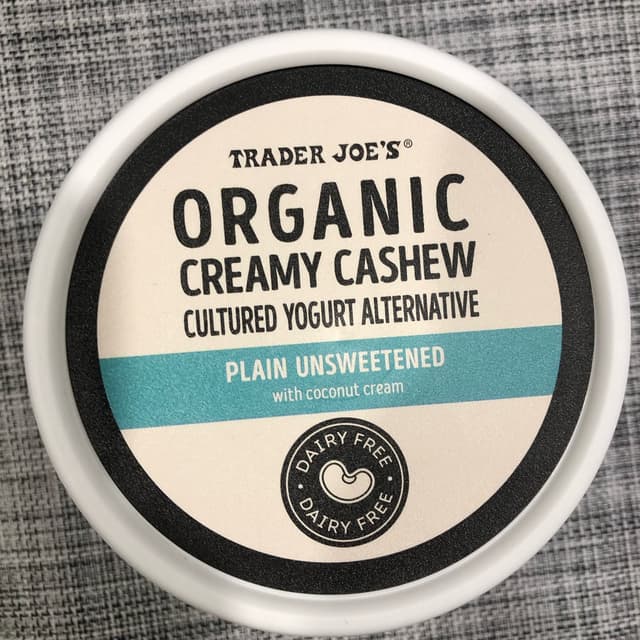 TRADER JOE'S®
ORGANIC
CREAMY CASHEW
CULTURED YOGURT ALTERNATIVE
PLAIN UNSWEETENED
with coconut cream
DAIRY FREE
DAIRY FREE